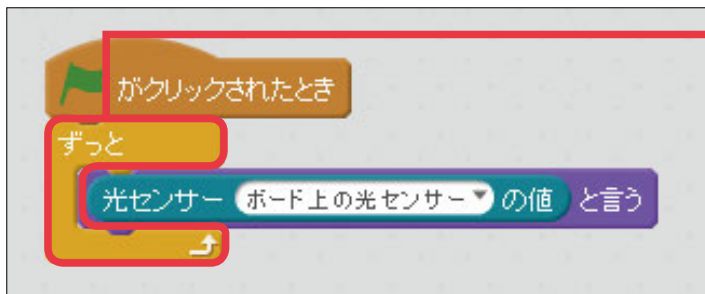 がクリックされたとき
ずっと
光センサー ボード上の光センサー の値 と言う